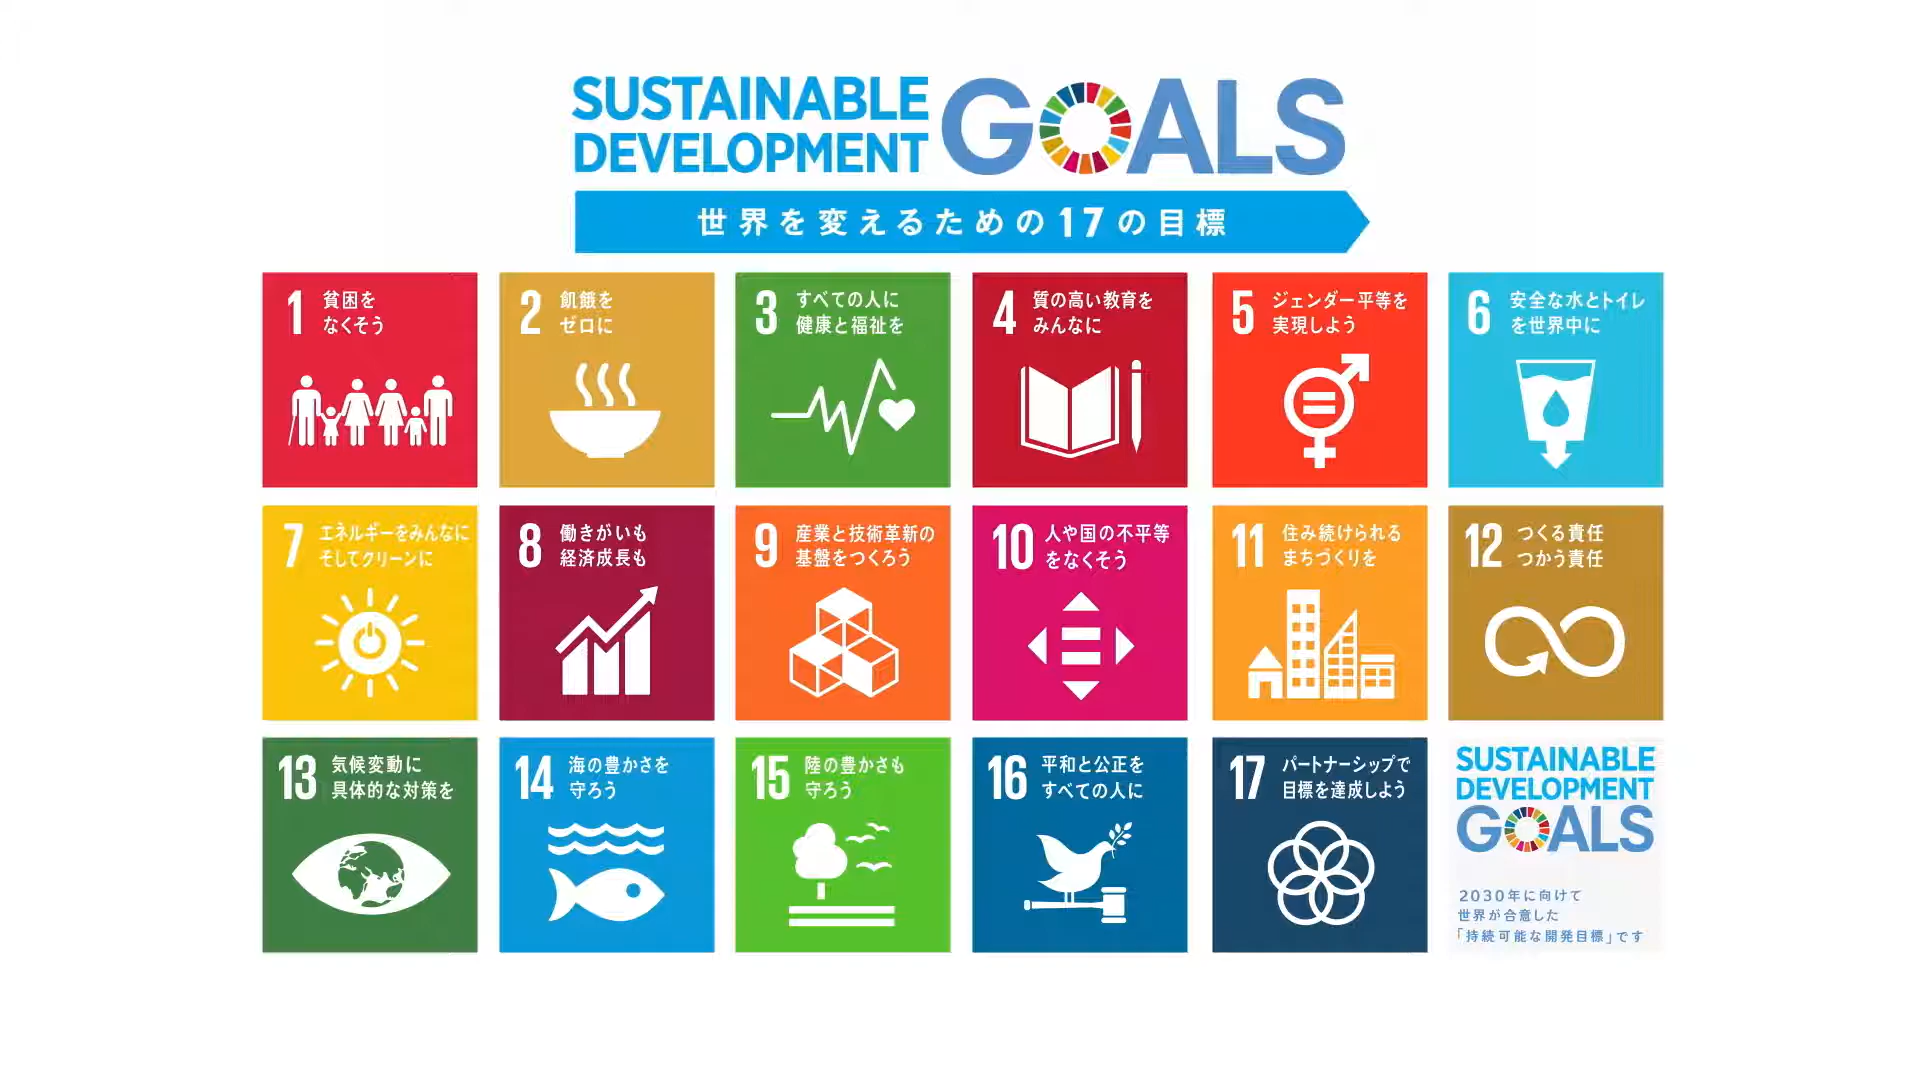 SUSTAINABLE
DEVELOPMENT
GOALS
世界を変えるための17の目標
1 貧困を
なくそう
2 飢餓を
ゼロに
3 すべての人に
健康と福祉を
4 質の高い教育を
みんなに
5 ジェンダー平等を
実現しよう
6 安全な水とトイレ
を世界中に
7 エネルギーをみんなに
そしてクリーンに
8 働きがいも
経済成長も
9 産業と技術革新の
基盤をつくろう
10 人や国の不平等
をなくそう
11 住み続けられる
まちづくりを
12 つくる責任
つかう責任
13 気候変動に
具体的な対策を
14 海の豊かさを
守ろう
15 陸の豊かさも
守ろう
16 平和と公正を
すべての人に
17 パートナーシップで
目標を達成しよう
SUSTAINABLE
DEVELOPMENT
GOALS
2030年に向けて
世界が合意した
「持続可能な開発目標」です